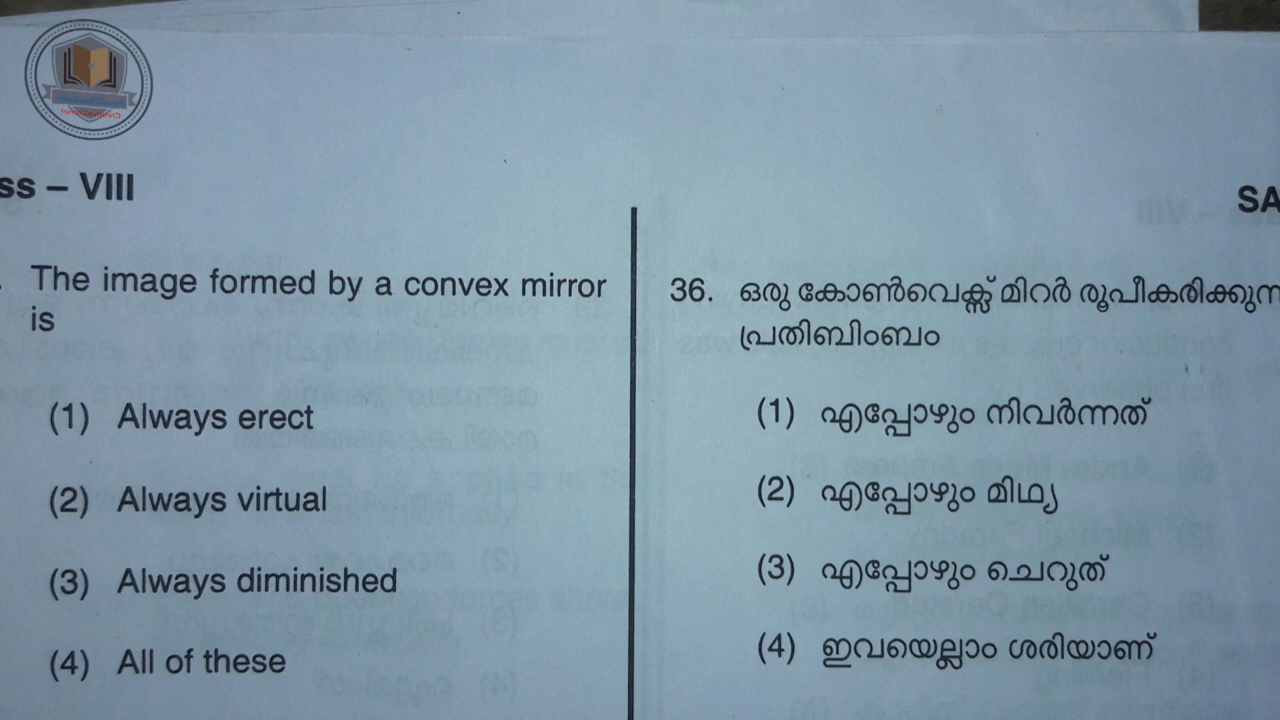 ss – VIII
The image formed by a convex mirror
is
(1) Always erect
(2) Always virtual
(3) Always diminished
(4) All of these
SA
36. ഒരു കോൺവെക്സ് മിറർ രൂപീകരിക്കുന്ന
പ്രതിബിംബം
(1) എപ്പോഴും നിവർന്നത്
(2) എപ്പോഴും മിഥ്യ
(3) എപ്പോഴും ചെറുത്
(4) ഇവയെല്ലാം ശരിയാണ്